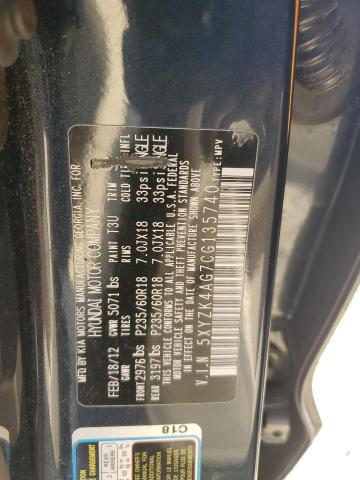 MFD. BY KIA MOTORS MANUFACTURING GEORGIA, INC. FOR
HYUNDAI MOTOR COMPANY
FEB/18/12 GVWR 5071 lbs PAINT T3U TRIM
GAWR TIRES RIMS COLD TIRE INFL
FRONT 2976 lbs P235/60R18 7.0JX18 33psi SINGLE
REAR 3197 lbs P235/60R18 7.0JX18 33psi SINGLE
THIS VEHICLE CONFORMS TO ALL APPLICABLE U.S.A. FEDERAL
MOTOR VEHICLE SAFETY BUMPER, AND THEFT PREVENTION STANDARDS
IN EFFECT ON THE DATE OF MANUFACTURE SHOWN ABOVE.
V.I.N 5XYZK4AG7CG135740
TYPE:MPV
C18